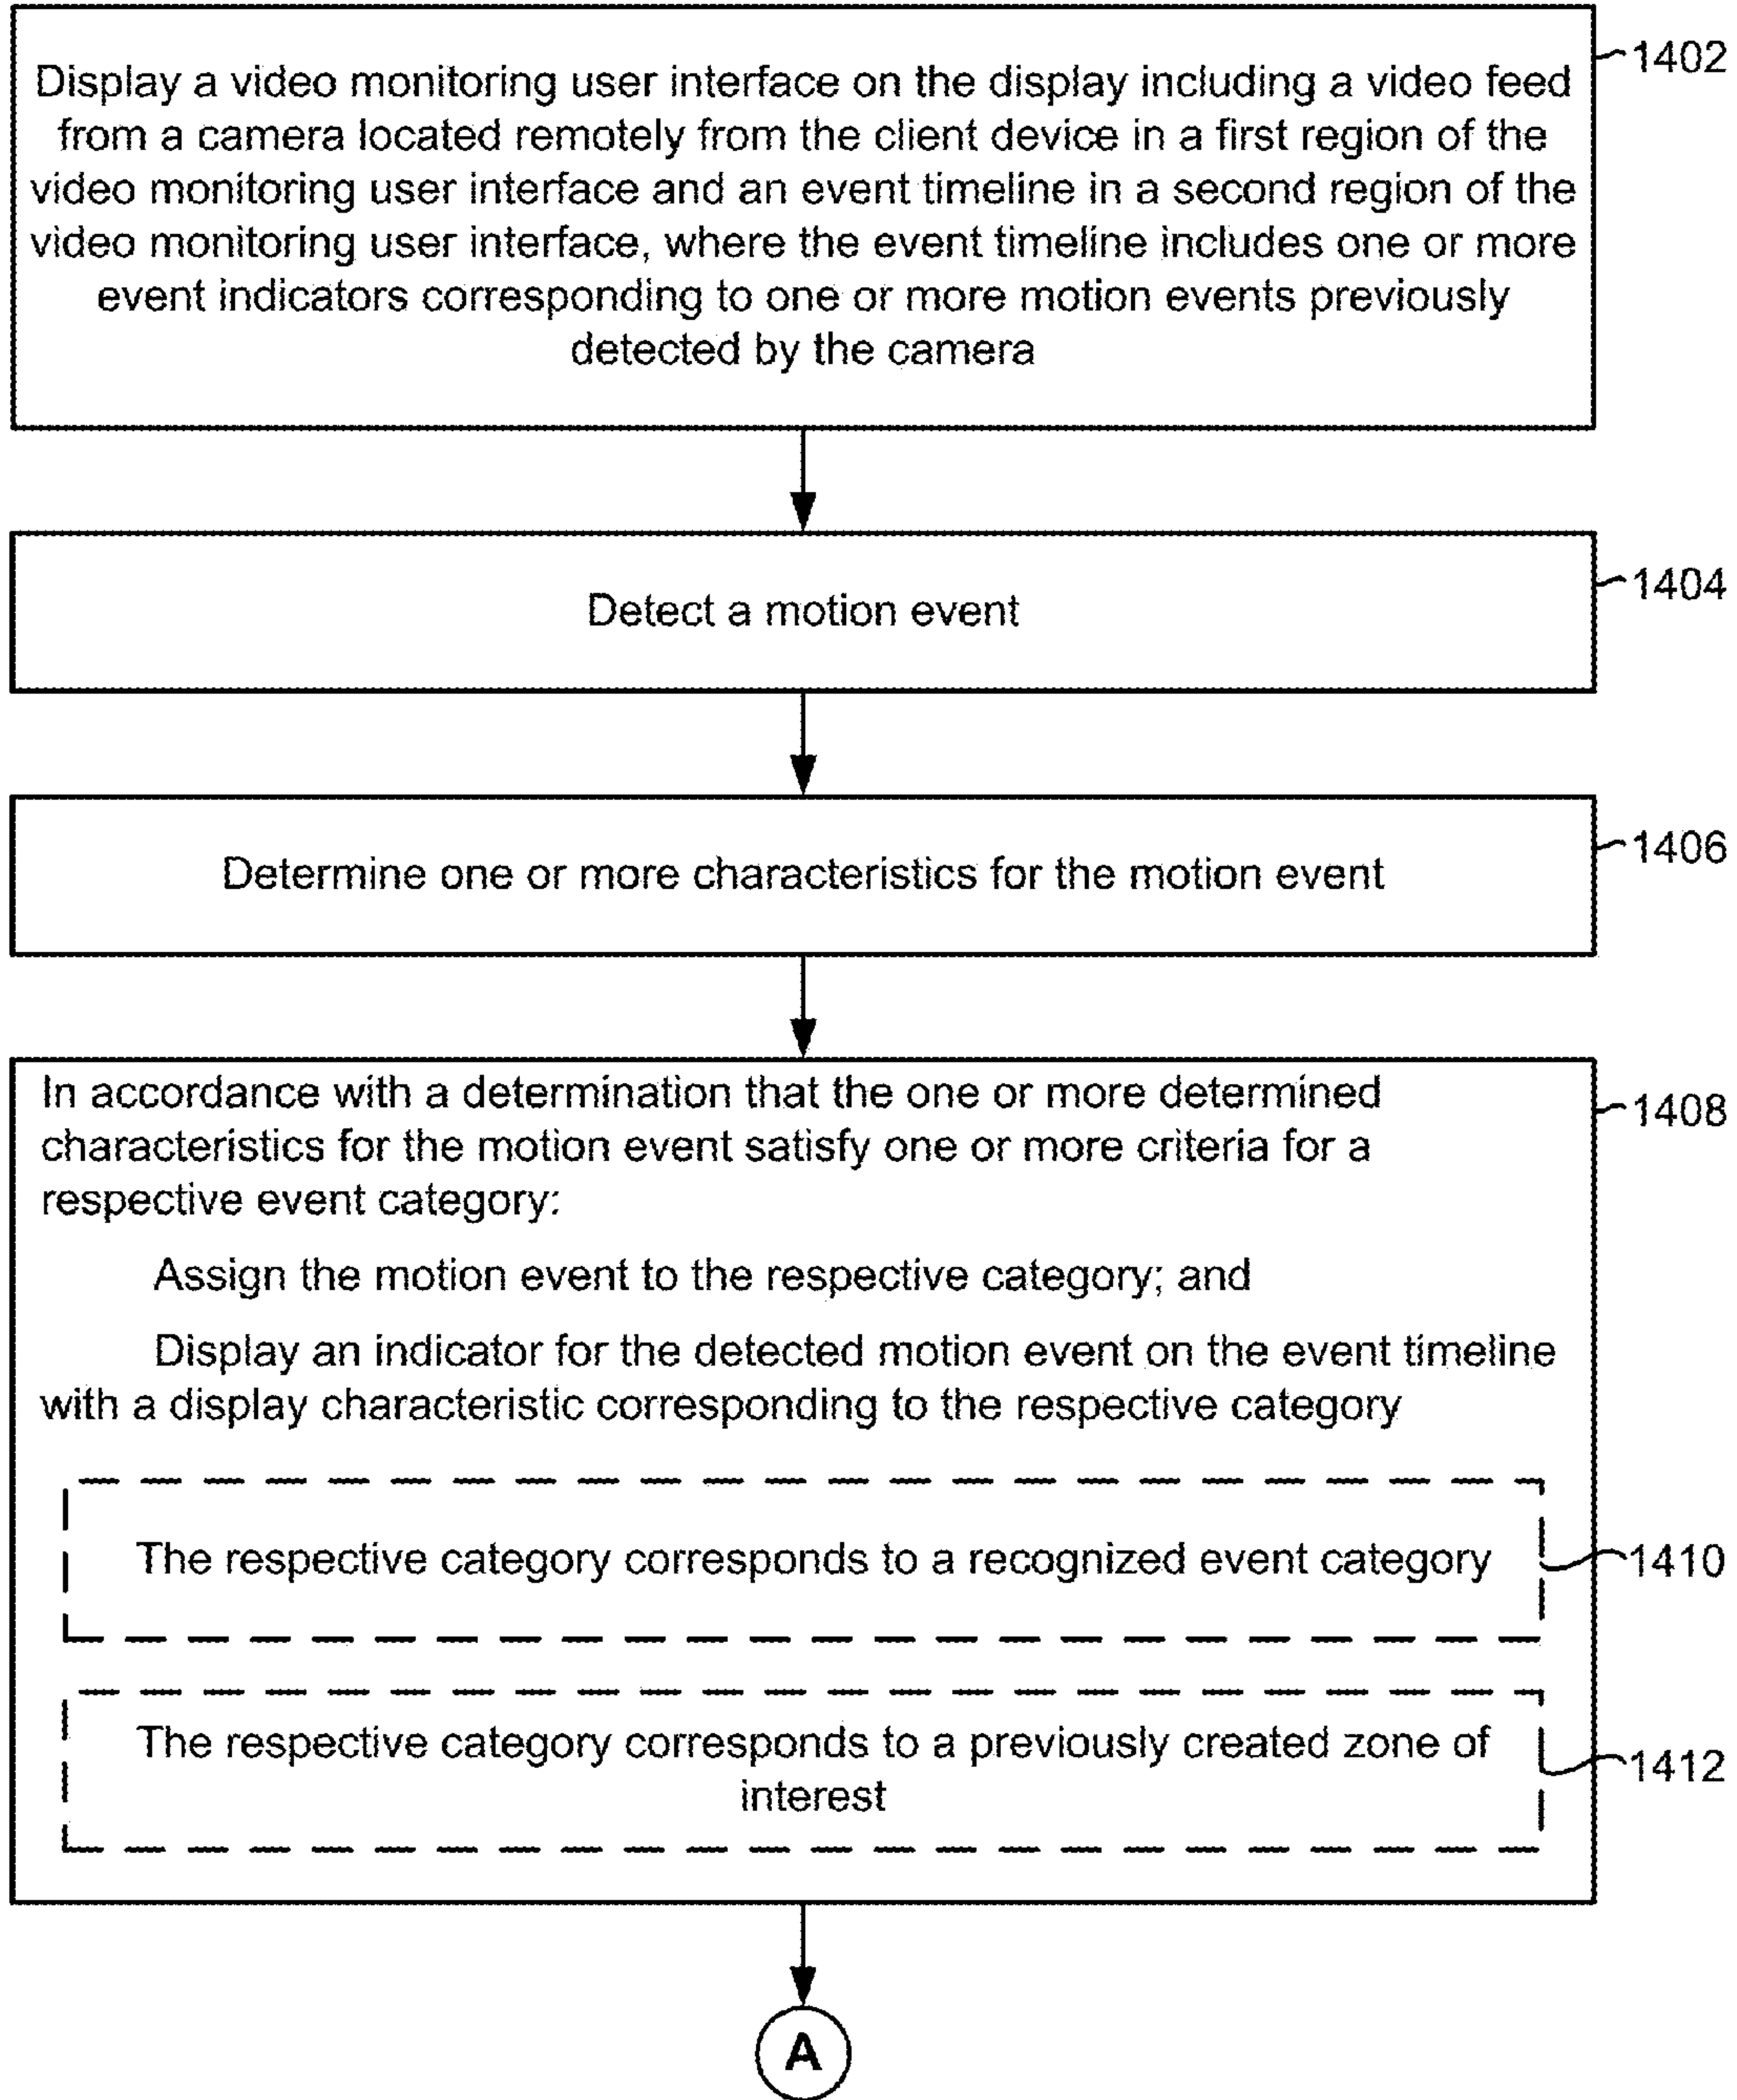 Display a video monitoring user interface on the display including a video feed
from a camera located remotely from the client device in a first region of the
video monitoring user interface and an event timeline in a second region of the
video monitoring user interface, where the event timeline includes one or more
event indicators corresponding to one or more motion events previously
detected by the camera
1402
Detect a motion event
1404
Determine one or more characteristics for the motion event
1406
In accordance with a determination that the one or more determined
characteristics for the motion event satisfy one or more criteria for a
respective event category:
Assign the motion event to the respective category; and
Display an indicator for the detected motion event on the event timeline
with a display characteristic corresponding to the respective category
1408
The respective category corresponds to a recognized event category
1410
The respective category corresponds to a previously created zone of
interest
1412
A